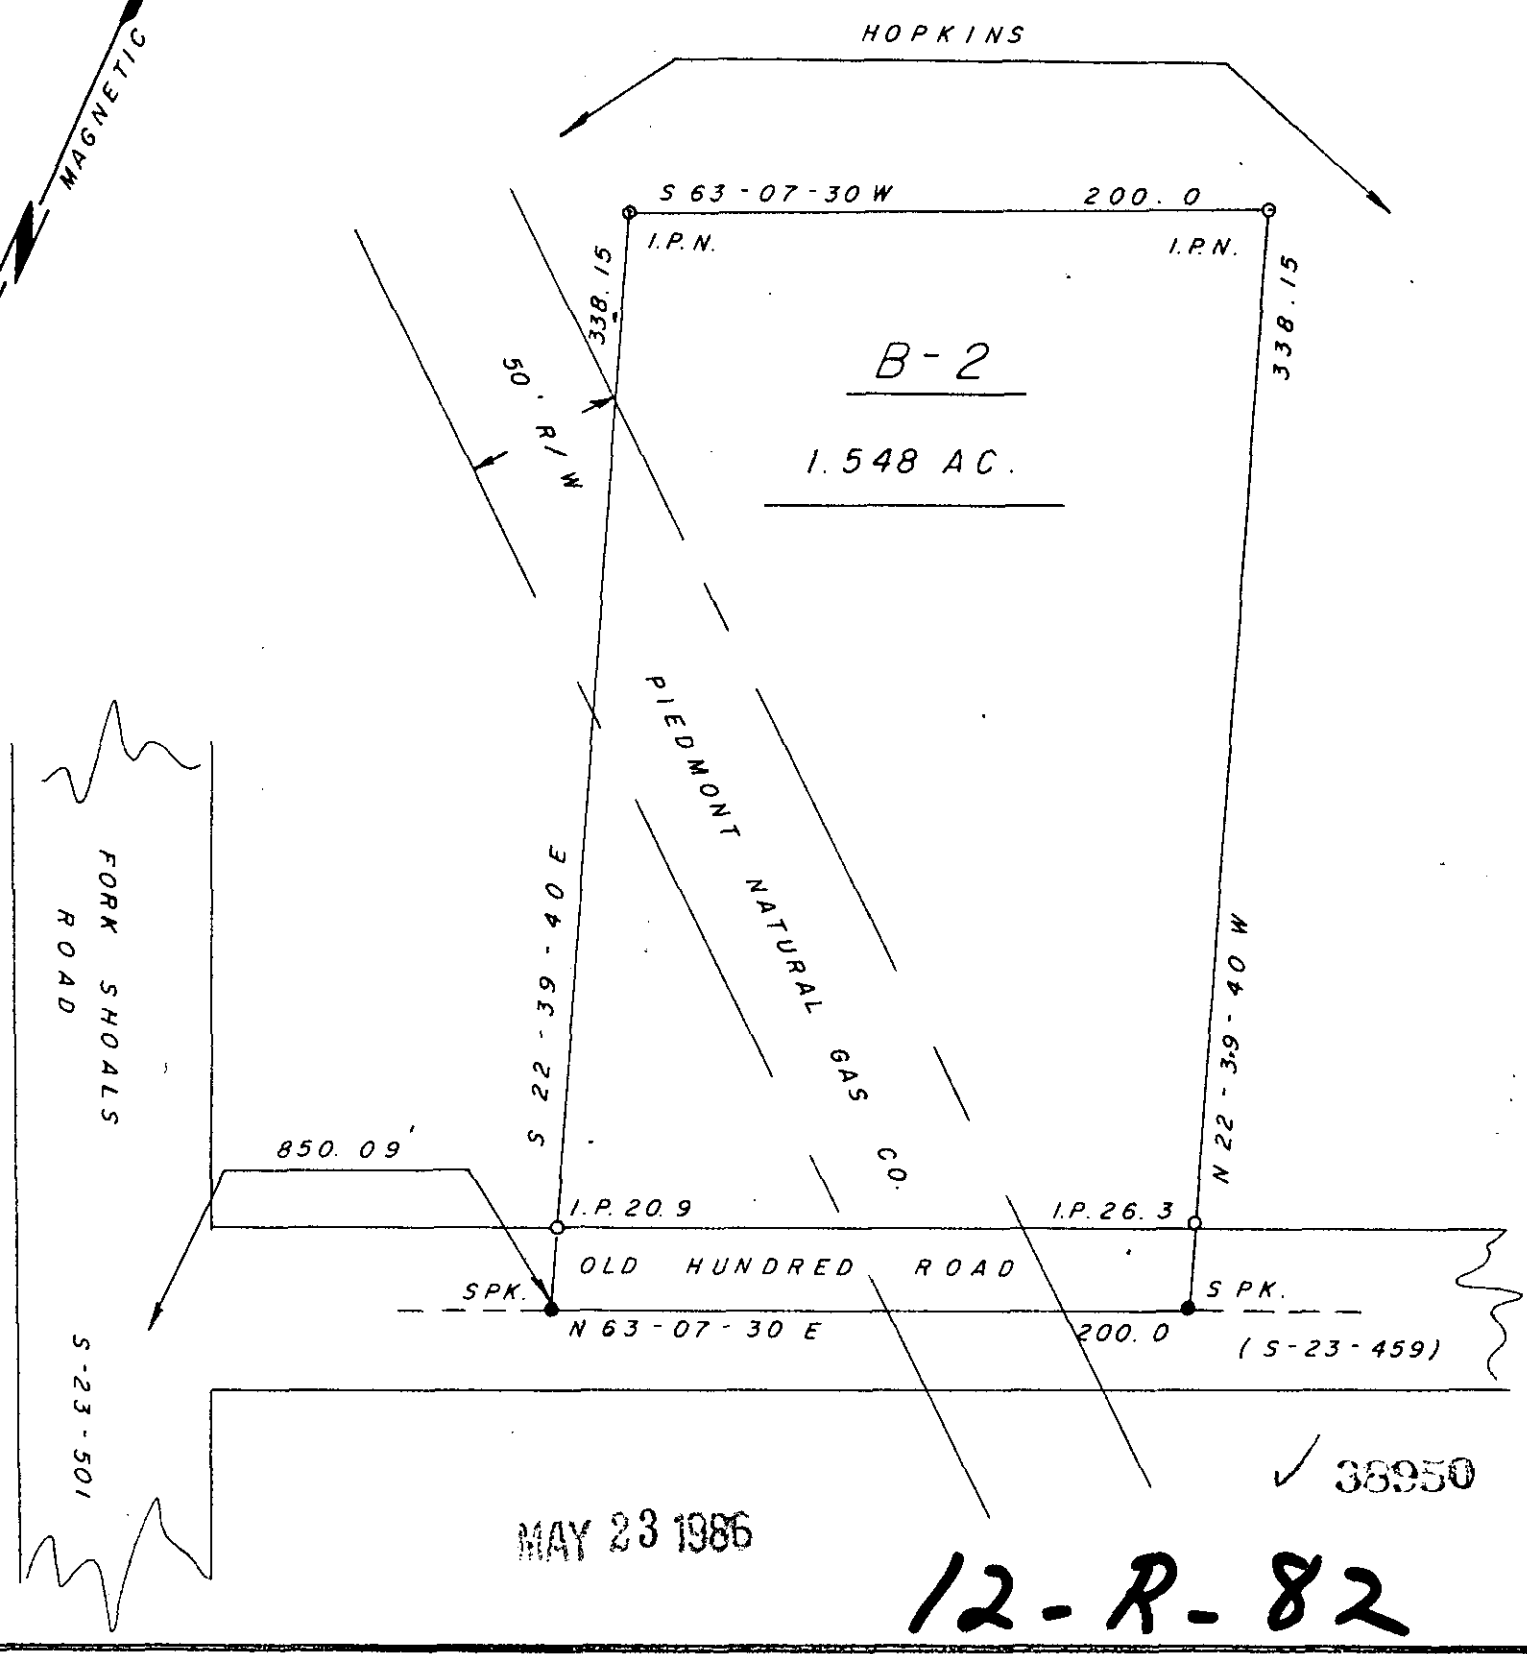 HOPKINS
MAGNETIC
S 63-07-30 W 200.0
I.P.N. I.P.N.
338.15
338.15
B-2
50' R/W
1.548 AC.
PIEDMONT NATURAL GAS CO.
FORK SHOALS
ROAD
S 22-39-40 E
N 22-39-40 W
850.09'
I.P. 20.9 I.P. 26.3
OLD HUNDRED ROAD
SPK. SPK.
N 63-07-30 E 200.0
(S-23-459)
S-23-501
38950
MAY 23 1986
12-R-82